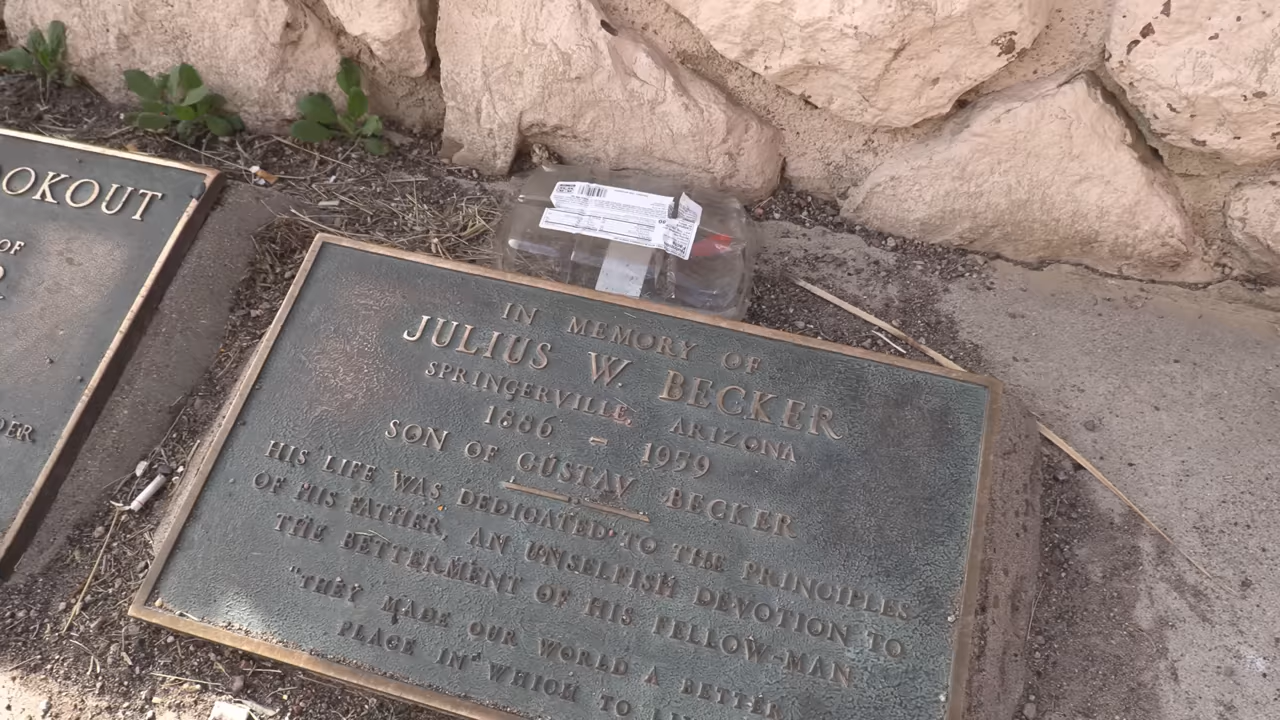 OOKOUT
OF
DER
IN MEMORY OF
JULIUS W. BECKER
SPRINGERVILLE, ARIZONA
1886 - 1959
SON OF GUSTAV BECKER
HIS LIFE WAS DEDICATED TO THE PRINCIPLES
OF HIS FATHER, AN UNSELFISH DEVOTION TO
THE BETTERMENT OF HIS FELLOW-MAN
"THEY MADE OUR WORLD A BETTER
PLACE IN WHICH TO